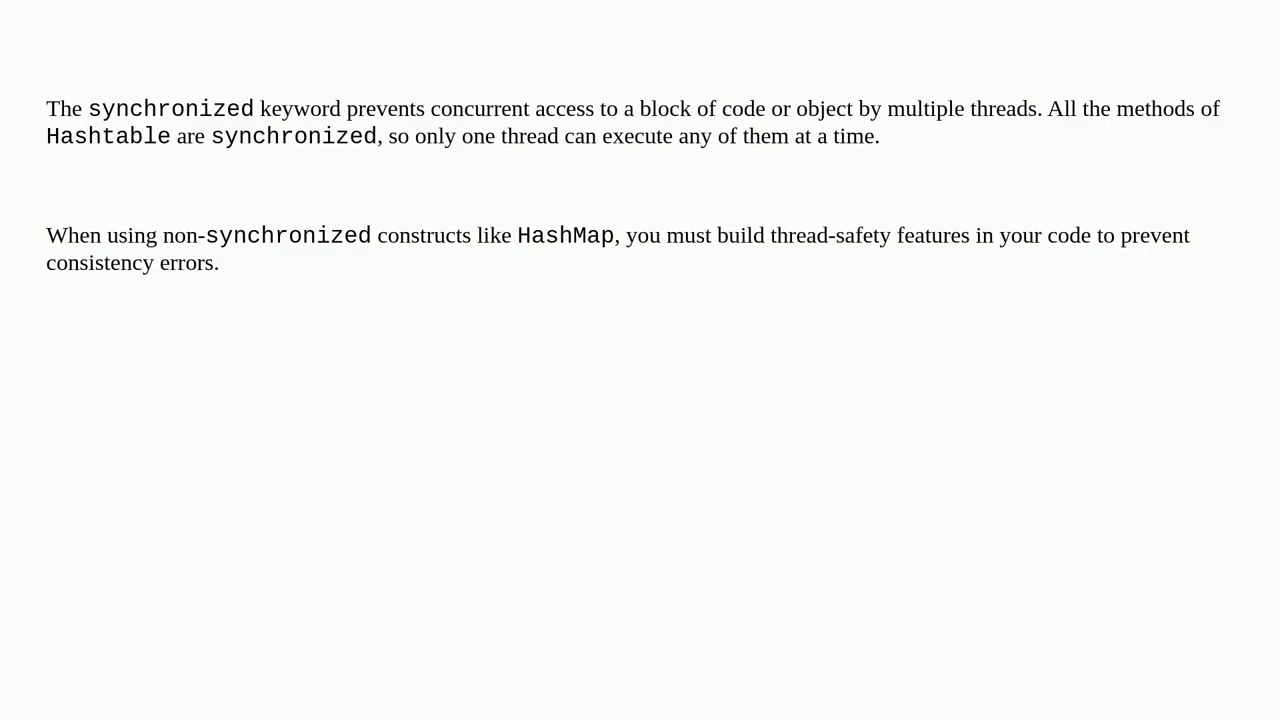 The synchronized keyword prevents concurrent access to a block of code or object by multiple threads. All the methods of
Hashtable are synchronized, so only one thread can execute any of them at a time.
When using non-synchronized constructs like HashMap, you must build thread-safety features in your code to prevent
consistency errors.